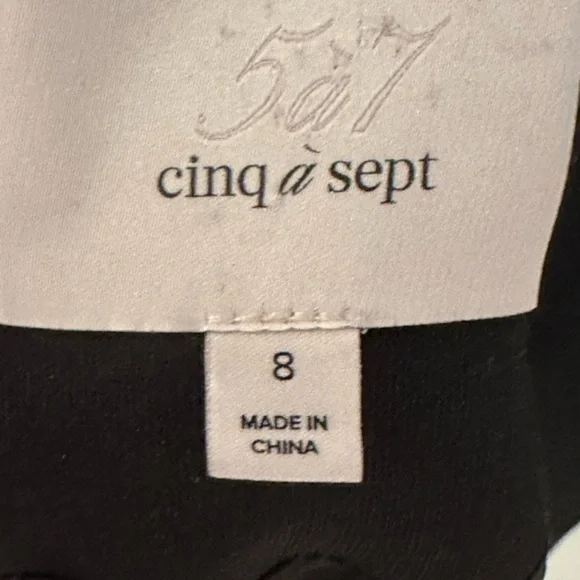 5à7
cinq à sept
8
MADE IN
CHINA